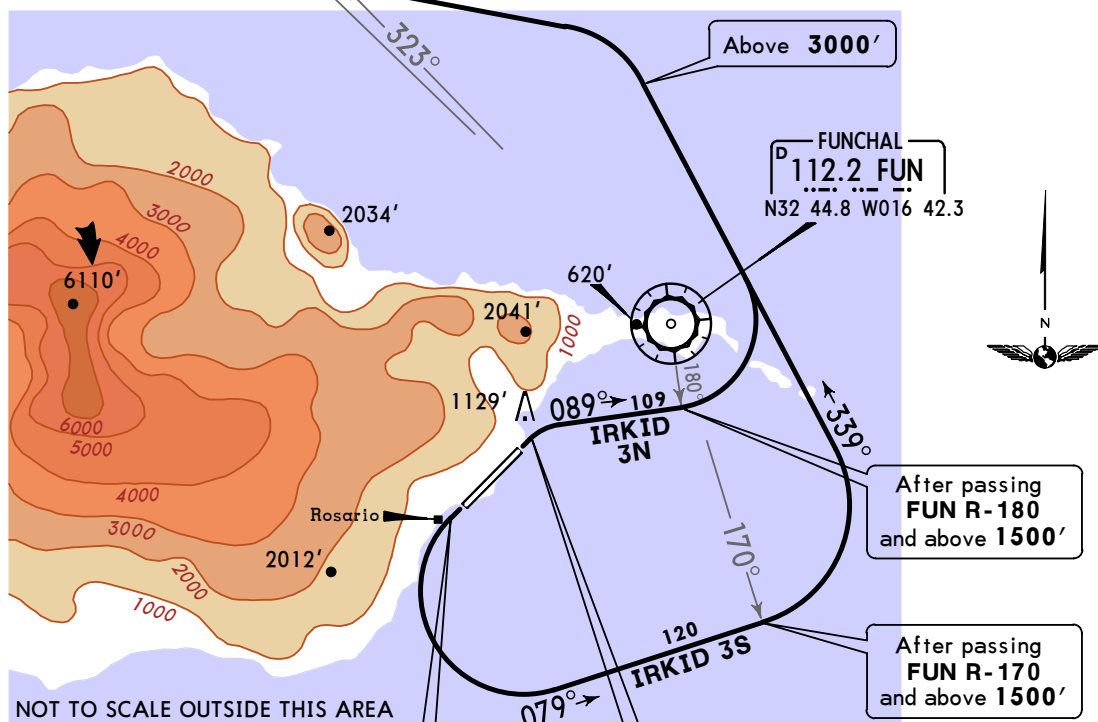 323°
Above 3000′
FUNCHAL
D 112.2 FUN
N32 44.8 W016 42.3
2000
3000
4000
2034′
6110′
620′
2041′
1000
N
180°
1129′
089°
109
IRKID
3N
339°
6000
5000
4000
3000
2000
1000
Rosario
2012′
170°
After passing
FUN R-180
and above 1500′
120
IRKID 3S
079°
After passing
FUN R-170
and above 1500′
NOT TO SCALE OUTSIDE THIS AREA